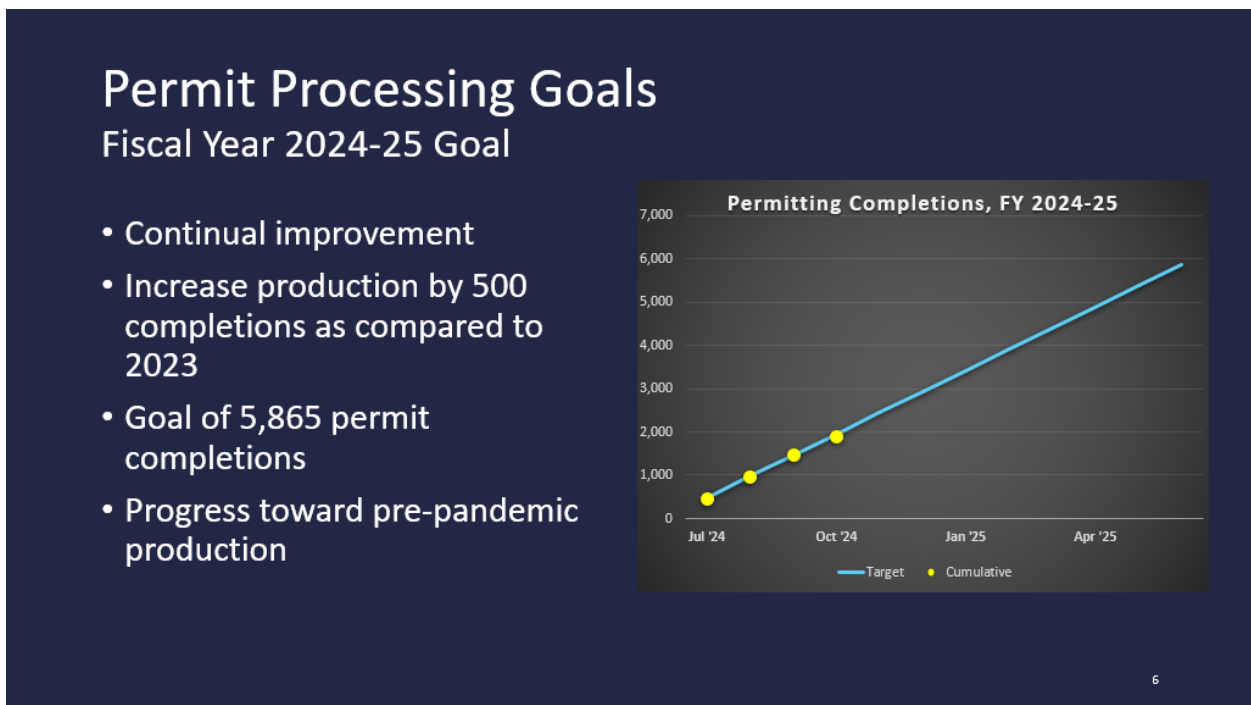 Permit Processing Goals
Fiscal Year 2024-25 Goal
• Continual improvement
• Increase production by 500
completions as compared to
2023
• Goal of 5,865 permit
completions
• Progress toward pre-pandemic
production
Permitting Completions, FY 2024-25
7,000
6,000
5,000
4,000
3,000
2,000
1,000
0
Jul '24 Oct '24 Jan '25 Apr '25
Target Cumulative
6